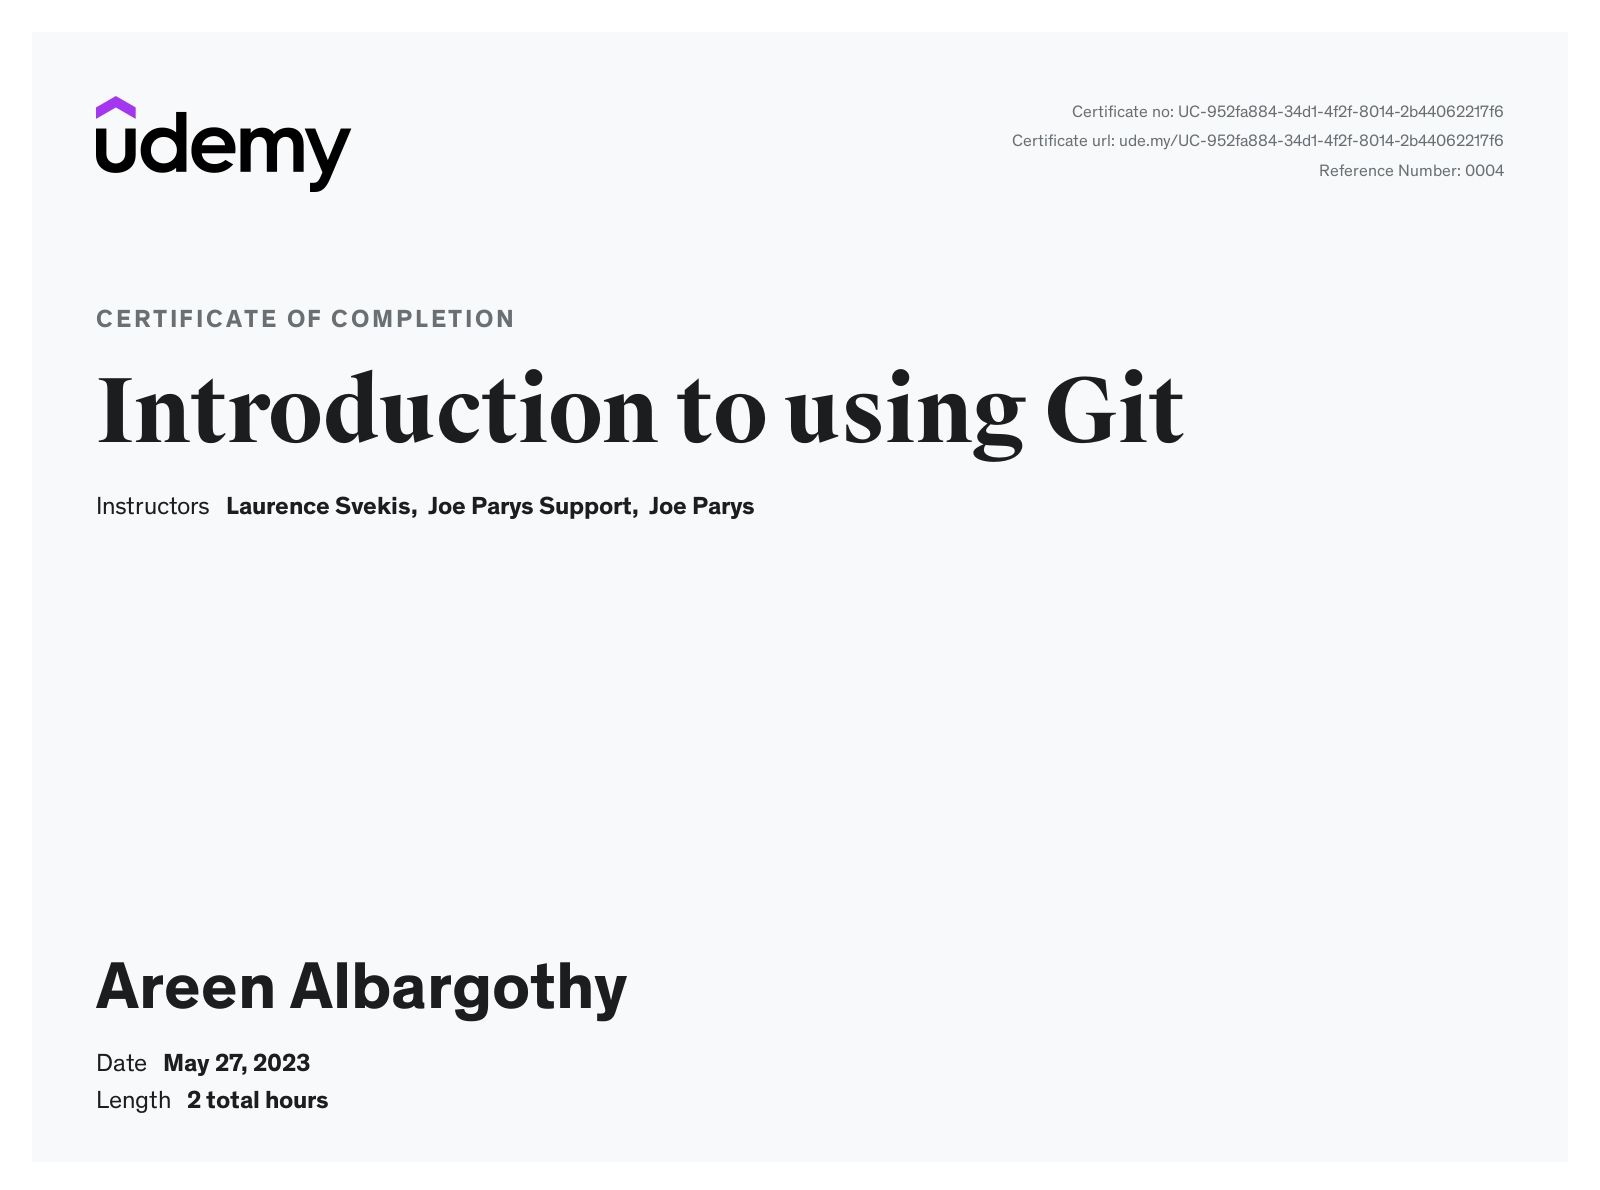 udemy
Certificate no: UC-952fa884-34d1-4f2f-8014-2b44062217f6
Certificate url: ude.my/UC-952fa884-34d1-4f2f-8014-2b44062217f6
Reference Number: 0004
CERTIFICATE OF COMPLETION
Introduction to using Git
Instructors Laurence Svekis, Joe Parys Support, Joe Parys
Areen Albargothy
Date May 27, 2023
Length 2 total hours